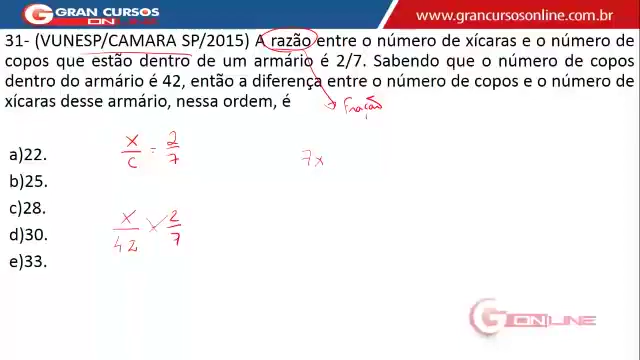 GRAN CURSOS
ONLINE
www.grancursosonline.com.br
31- (VUNESP/CAMARA SP/2015) A razão entre o número de xícaras e o número de
copos que estão dentro de um armário é 2/7. Sabendo que o número de copos
dentro do armário é 42, então a diferença entre o número de copos e o número de
xícaras desse armário, nessa ordem, é
Fração
a)22.
x/c = 2/7
7x
b)25.
c)28.
x/42 2/7
d)30.
e)33.
GRAN CURSOS
ONLINE